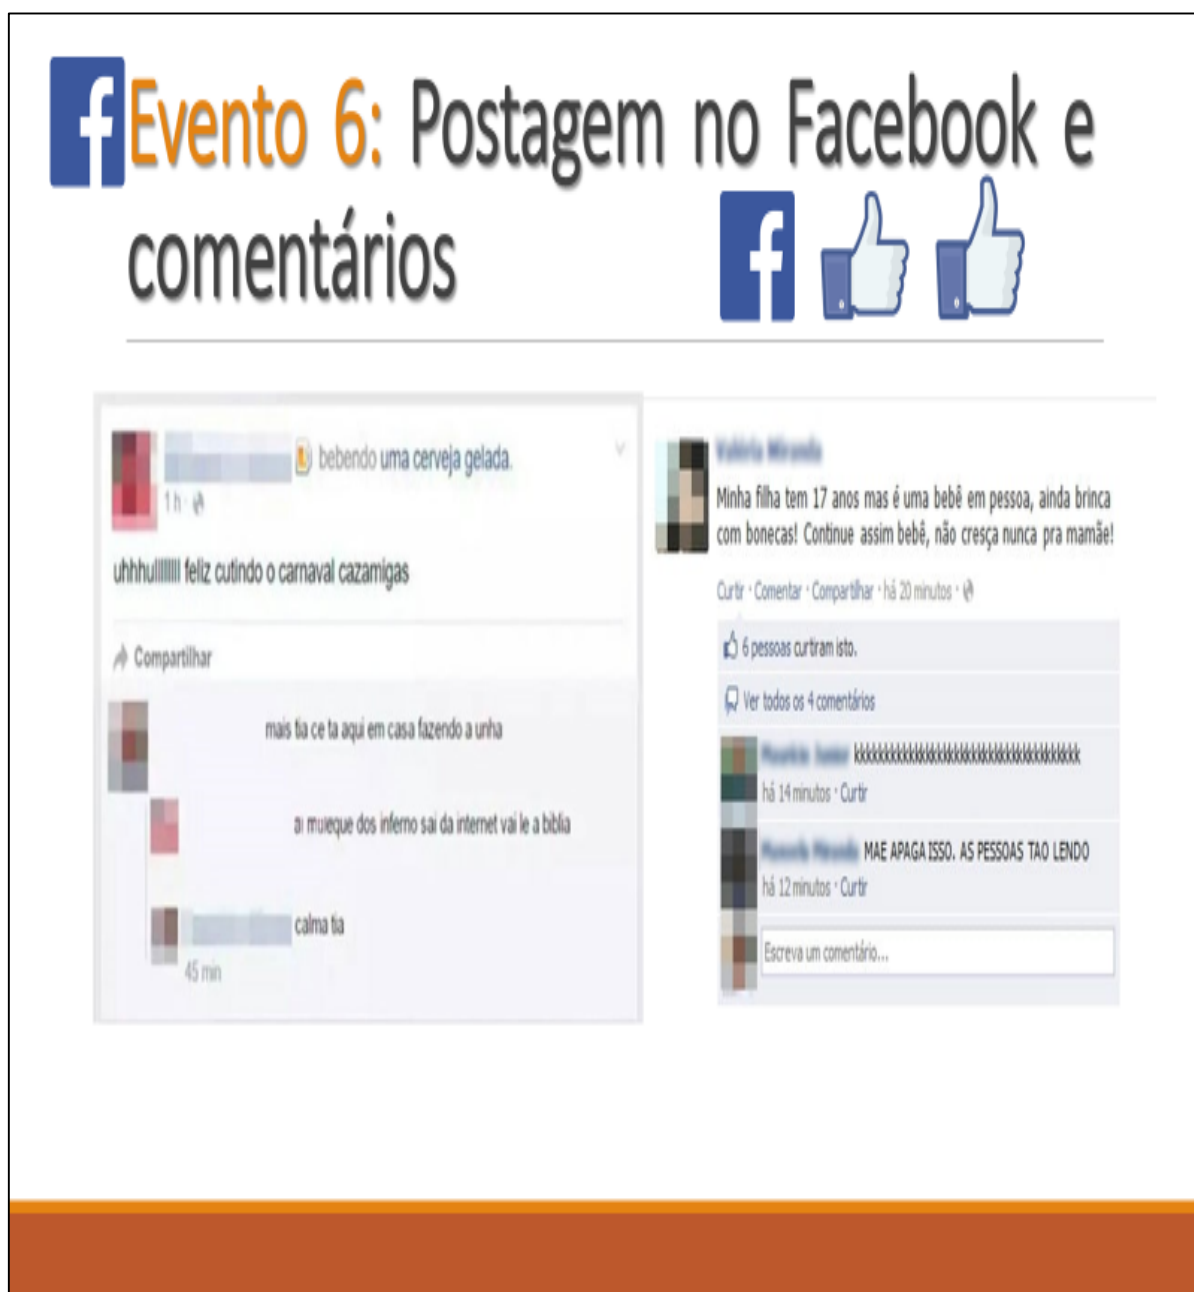 Evento 6: Postagem no Facebook e
comentários
bebendo uma cerveja gelada.
1 h
uhhhullllllll feliz cutindo o carnaval cazamigas
Compartilhar
mais tia ce ta aqui em casa fazendo a unha
ai mueque dos inferno sai da internet vai le a biblia
calma tia
45 min
Minha filha tem 17 anos mas é uma bebê em pessoa, ainda brinca
com bonecas! Continue assim bebê, não cresça nunca pra mamãe!
Curtir · Comentar · Compartilhar · há 20 minutos ·
6 pessoas curtiram isto.
Ver todos os 4 comentários
há 14 minutos · Curtir
MAE APAGA ISSO. AS PESSOAS TAO LENDO
há 12 minutos · Curtir
Escreva um comentário...